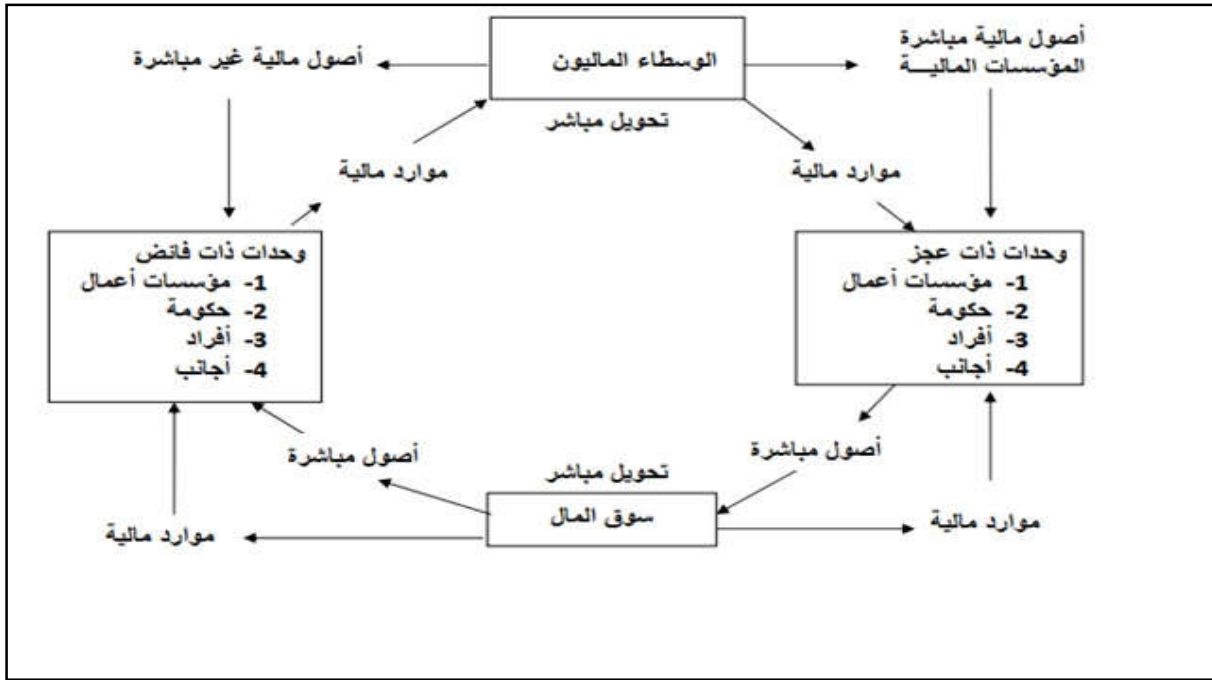 أصول مالية مباشرة
المؤسسات الماليـــة
الوسطاء الماليون
أصول مالية غير مباشرة
تحويل مباشر
موارد مالية
موارد مالية
وحدات ذات عجز
1- مؤسسات أعمال
2- حكومة
3- أفراد
4- أجانب
وحدات ذات فائض
1- مؤسسات أعمال
2- حكومة
3- أفراد
4- أجانب
أصول مباشرة
تحويل مباشر
أصول مباشرة
سوق المال
موارد مالية
موارد مالية